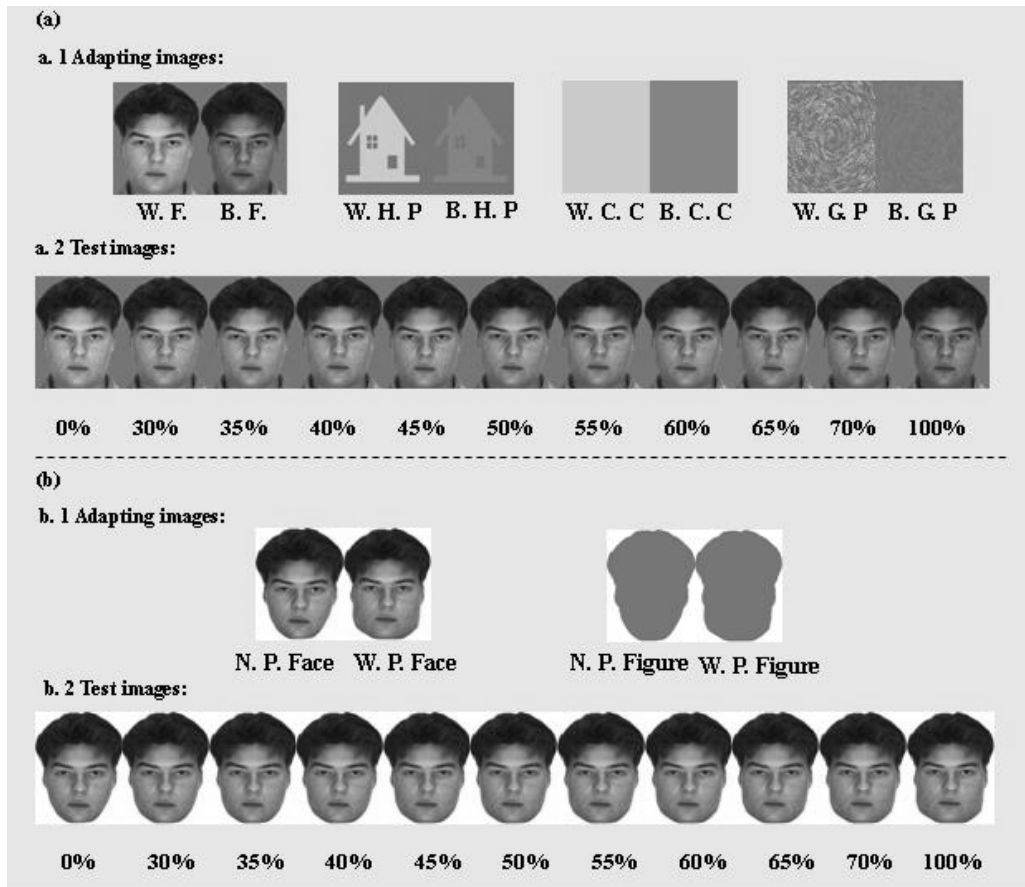 (a)
a. 1 Adapting images:
W. F. B. F. W. H. P B. H. P W. C. C B. C. C W. G. P B. G. P
a. 2 Test images:
0% 30% 35% 40% 45% 50% 55% 60% 65% 70% 100%
(b)
b. 1 Adapting images:
N. P. Face W. P. Face N. P. Figure W. P. Figure
b. 2 Test images:
0% 30% 35% 40% 45% 50% 55% 60% 65% 70% 100%